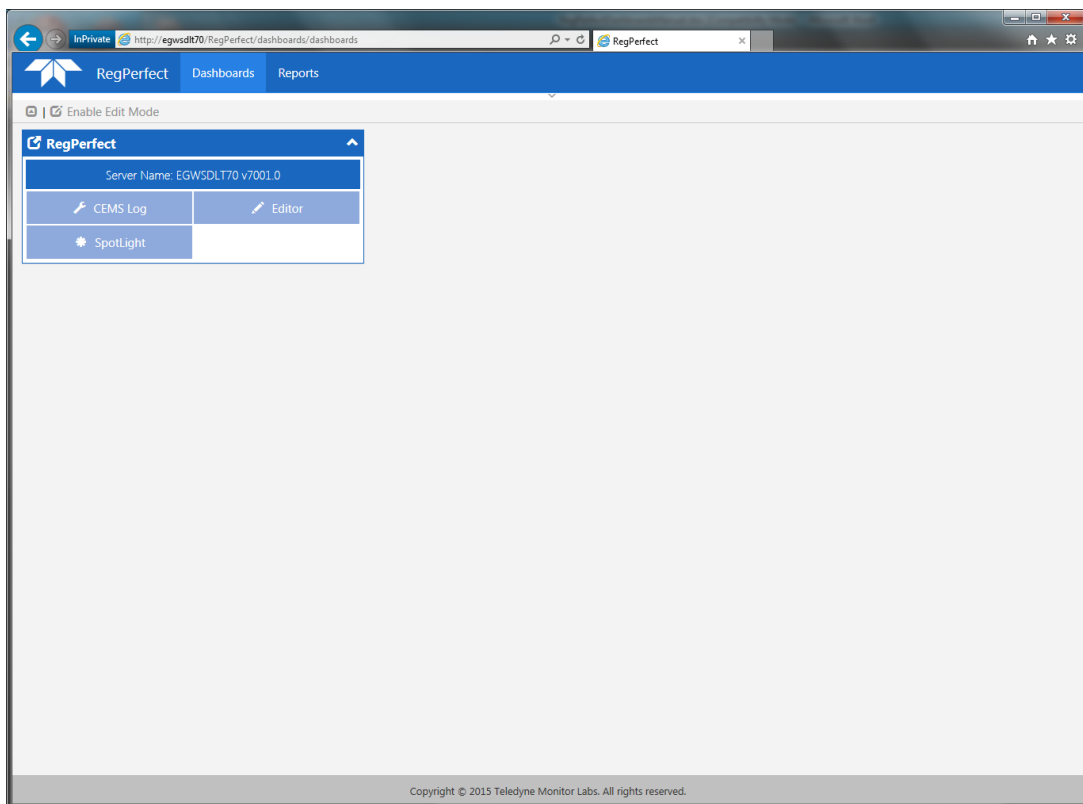 InPrivate http://egwsdlt70/RegPerfect/dashboards/dashboards
RegPerfect
RegPerfect Dashboards Reports
Enable Edit Mode
RegPerfect
Server Name: EGWSDLT70 v7001.0
CEMS Log Editor
SpotLight
Copyright © 2015 Teledyne Monitor Labs. All rights reserved.